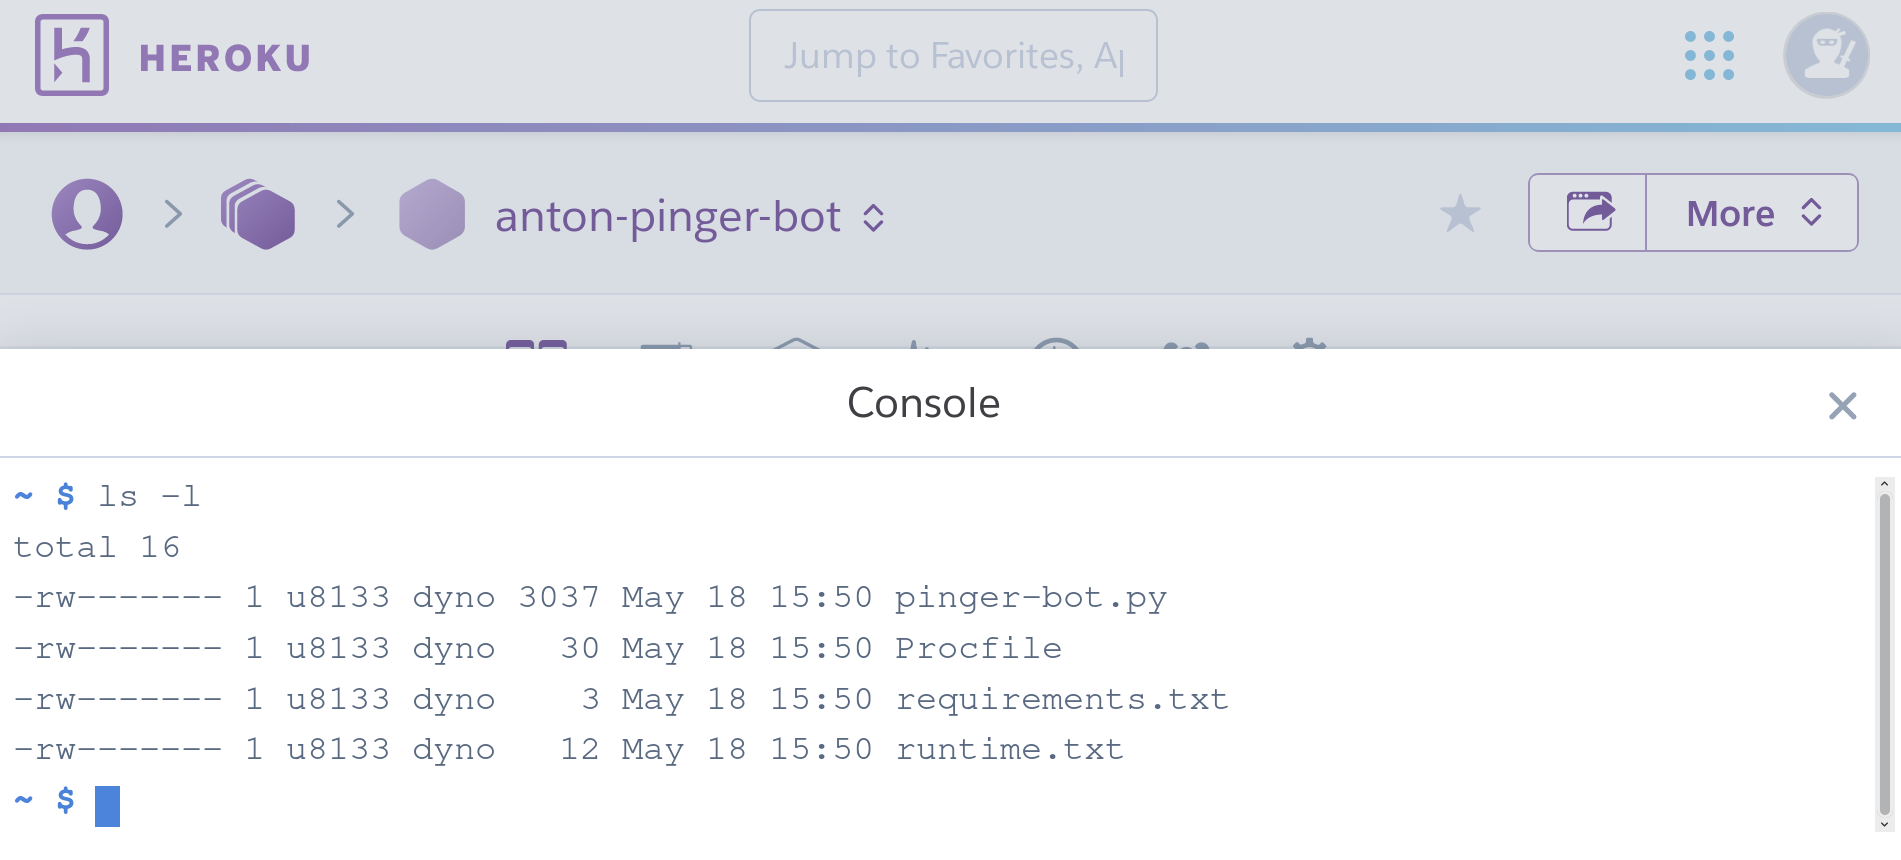 HEROKU
Jump to Favorites, Ap
anton-pinger-bot
More
Console
~ $ ls -l
total 16
-rw------- 1 u8133 dyno 3037 May 18 15:50 pinger-bot.py
-rw------- 1 u8133 dyno   30 May 18 15:50 Procfile
-rw------- 1 u8133 dyno    3 May 18 15:50 requirements.txt
-rw------- 1 u8133 dyno   12 May 18 15:50 runtime.txt
~ $